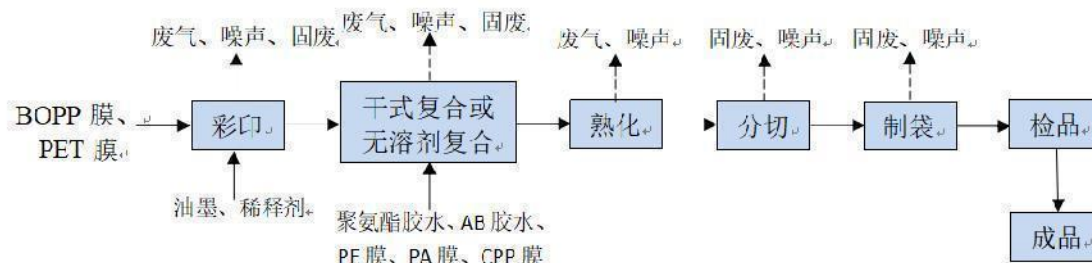 废气、噪声、固废
废气、噪声、固废
废气、噪声
固废、噪声
固废、噪声
BOPP 膜、
PET 膜
彩印
干式复合或
无溶剂复合
熟化
分切
制袋
检品
油墨、稀释剂
聚氨酯胶水、AB 胶水、
PE 膜、PA 膜、CPP 膜
成品